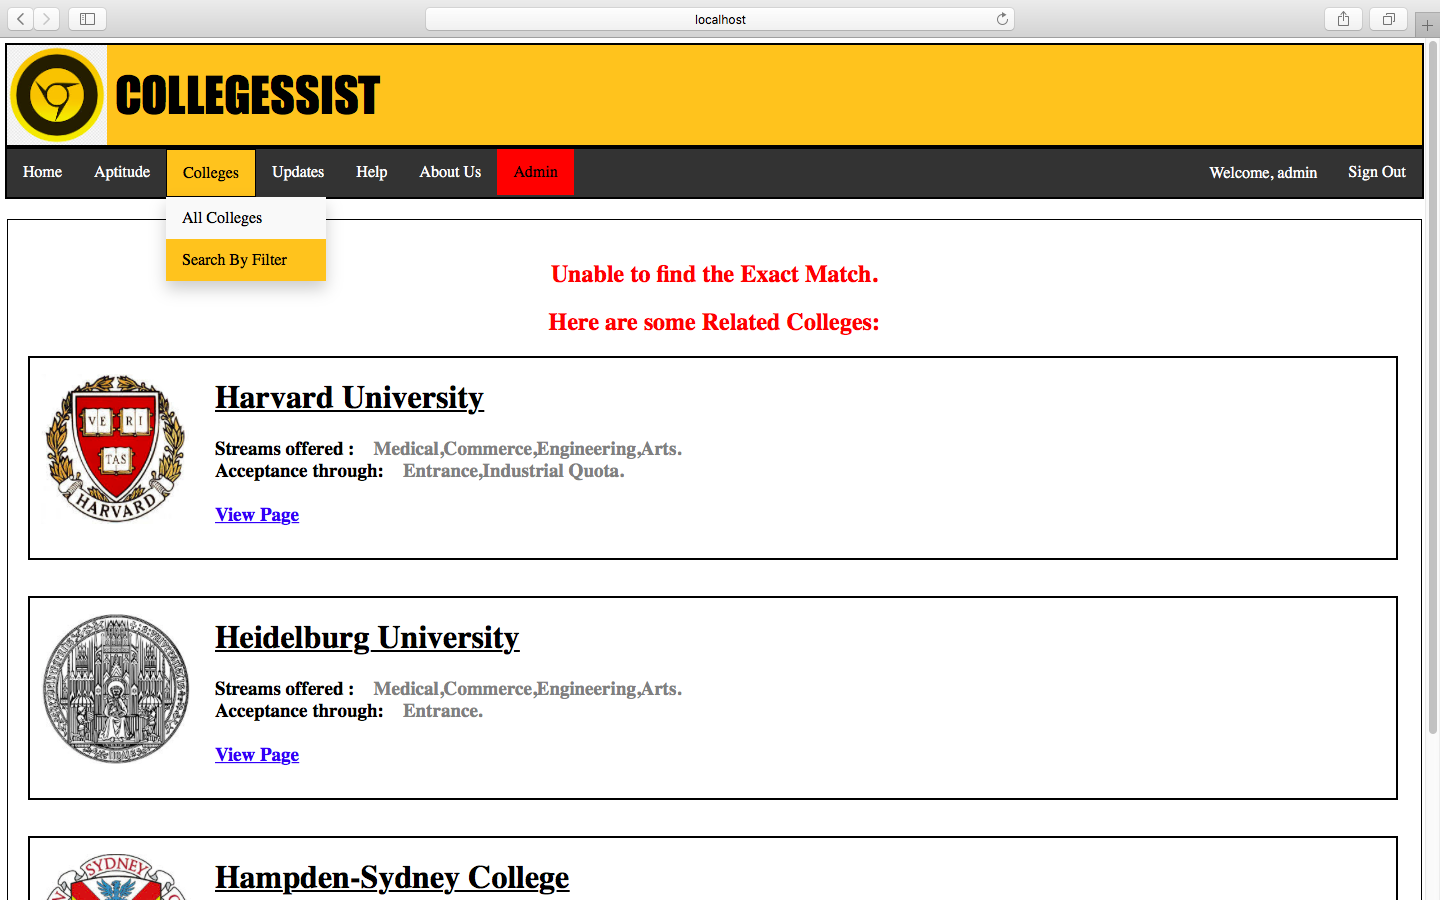 localhost
COLLEGESSIST
Home Aptitude Colleges Updates Help About Us Admin Welcome, admin Sign Out
All Colleges
Search By Filter
Unable to find the Exact Match.
Here are some Related Colleges:
VE RI
TAS
HARVARD
Harvard University
Streams offered : Medical,Commerce,Engineering,Arts.
Acceptance through: Entrance,Industrial Quota.
View Page
Heidelburg University
Streams offered : Medical,Commerce,Engineering,Arts.
Acceptance through: Entrance.
View Page
SYDNEY
Hampden-Sydney College